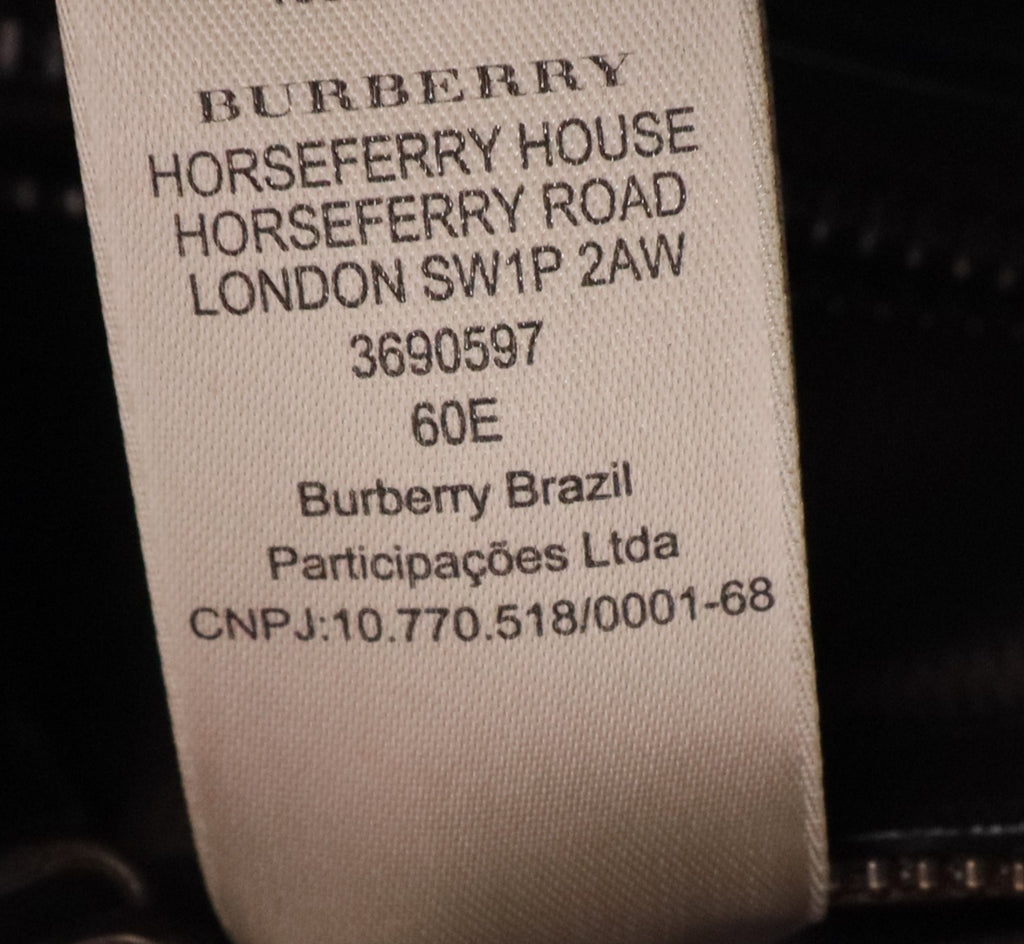 BURBERRY
HORSEFERRY HOUSE
HORSEFERRY ROAD
LONDON SW1P 2AW
3690597
60E
Burberry Brazil
Participações Ltda
CNPJ:10.770.518/0001-68